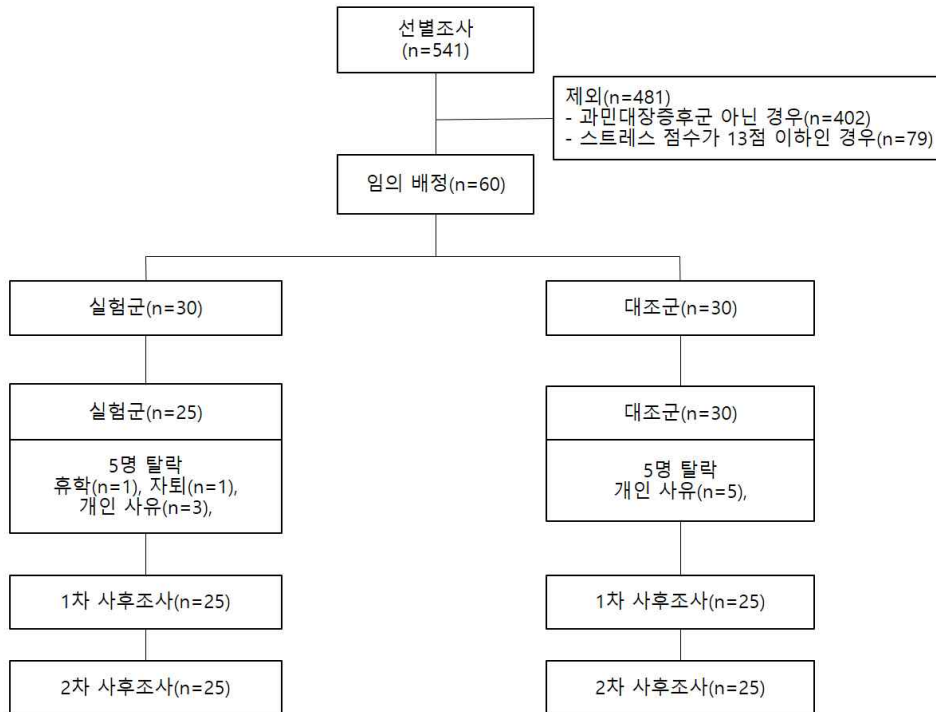 선별조사
(n=541)
제외(n=481)
- 과민대장증후군 아닌 경우(n=402)
- 스트레스 점수가 13점 이하인 경우(n=79)
임의 배정(n=60)
실험군(n=30)
대조군(n=30)
실험군(n=25)
5명 탈락
휴학(n=1), 자퇴(n=1),
개인 사유(n=3),
대조군(n=30)
5명 탈락
개인 사유(n=5),
1차 사후조사(n=25)
1차 사후조사(n=25)
2차 사후조사(n=25)
2차 사후조사(n=25)